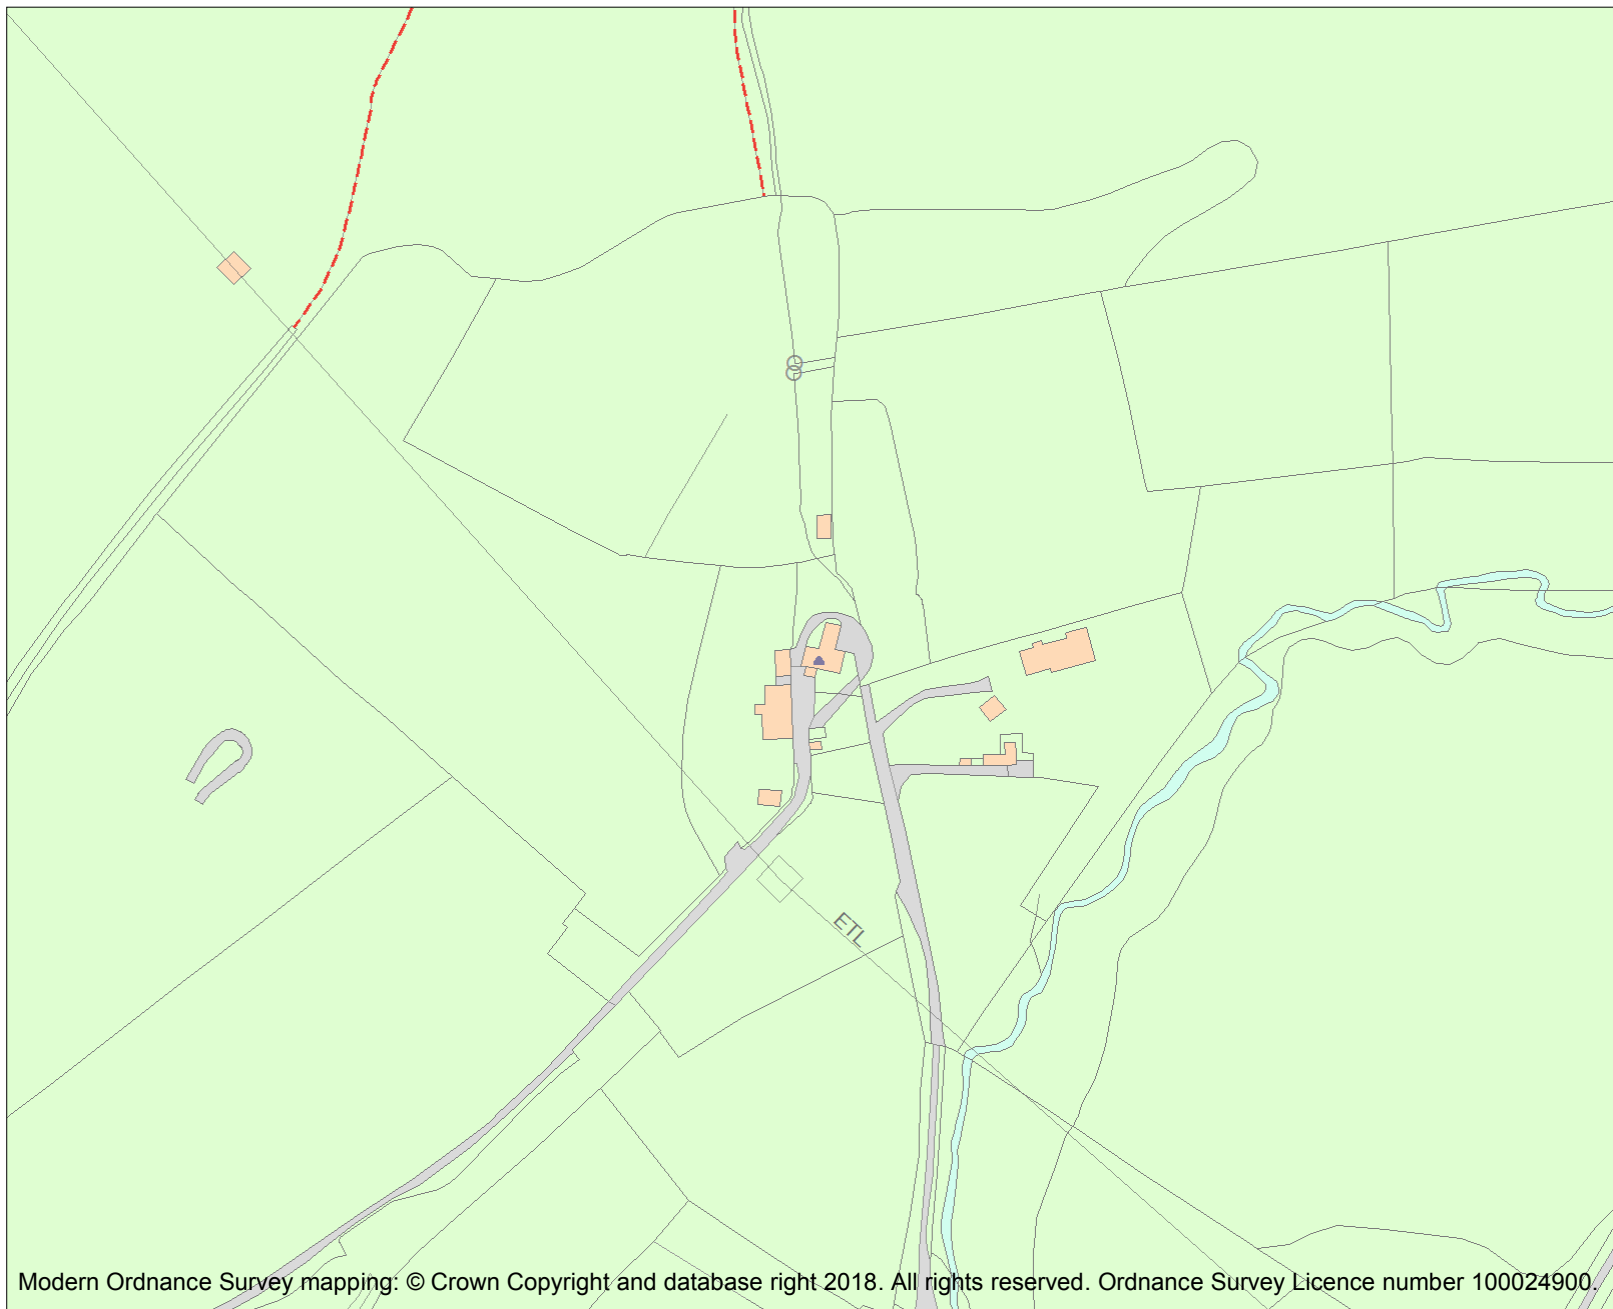 ETL
Modern Ordnance Survey mapping: © Crown Copyright and database right 2018. All rights reserved. Ordnance Survey Licence number 100024900.